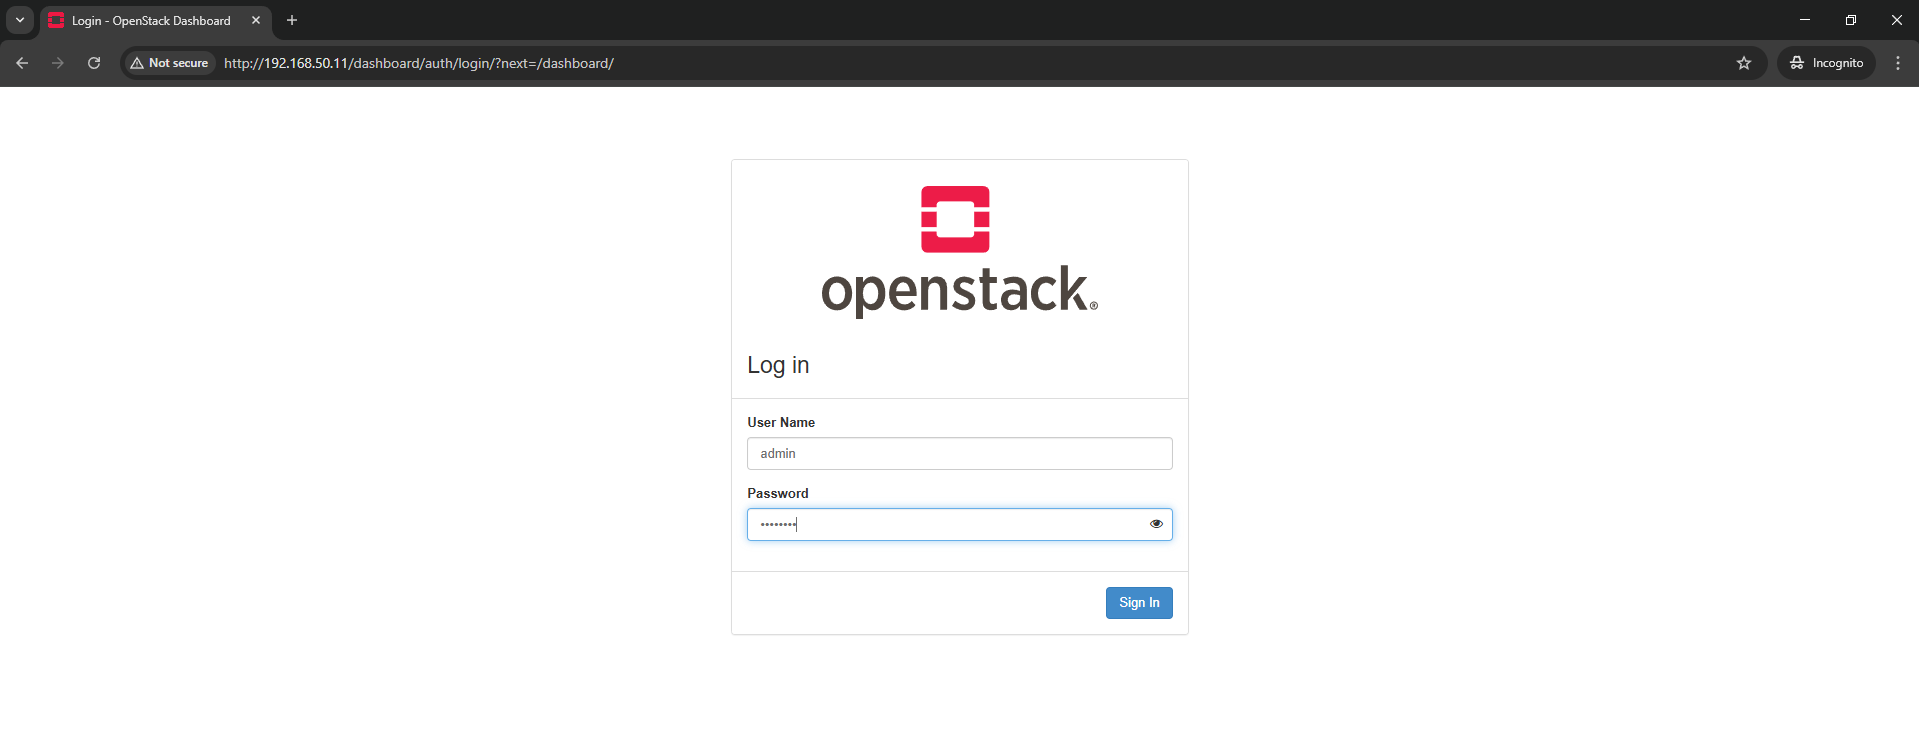 Login - OpenStack Dashboard
Not secure
http://192.168.50.11/dashboard/auth/login/?next=/dashboard/
Incognito
openstack®
Log in
User Name
admin
Password
••••••••
Sign In